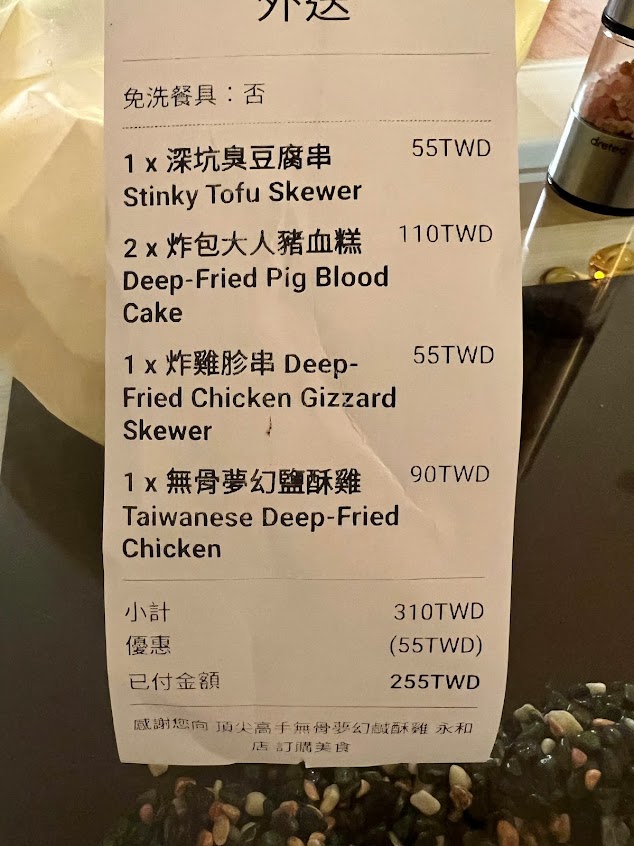 外送
免洗餐具：否
1 x 深坑臭豆腐串 55TWD
Stinky Tofu Skewer
2 x 炸包大人豬血糕 110TWD
Deep-Fried Pig Blood
Cake
1 x 炸雞胗串 Deep- 55TWD
Fried Chicken Gizzard
Skewer
1 x 無骨夢幻鹽酥雞 90TWD
Taiwanese Deep-Fried
Chicken
小計 310TWD
優惠 (55TWD)
已付金額 255TWD
感謝您向 頂尖高手無骨夢幻鹹酥雞 永和
店 訂購美食
dretec